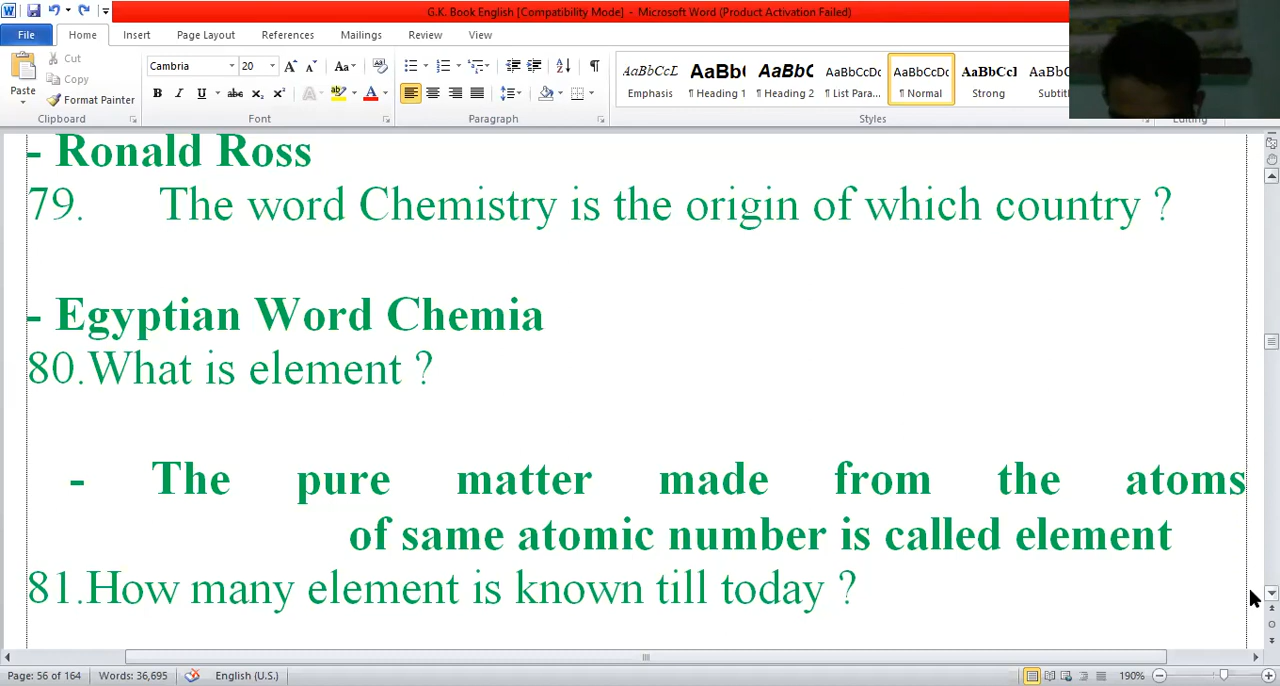 G.K. Book English [Compatibility Mode] - Microsoft Word (Product Activation Failed)
File Home Insert Page Layout References Mailings Review View
Cut
Copy
Format Painter
Paste
Cambria 20
AaBbCcL AaBb( AaBbC AaBbCcDc AaBbCcDc AaBbCcI AaBbC
Emphasis ¶ Heading 1 ¶ Heading 2 ¶ List Para... ¶ Normal Strong Subtitl
Clipboard Font Paragraph Styles Editing
- Ronald Ross
79. The word Chemistry is the origin of which country ?
- Egyptian Word Chemia
80.What is element ?
- The pure matter made from the atoms
of same atomic number is called element
81.How many element is known till today ?
Page: 56 of 164 Words: 36,695 English (U.S.) 190%